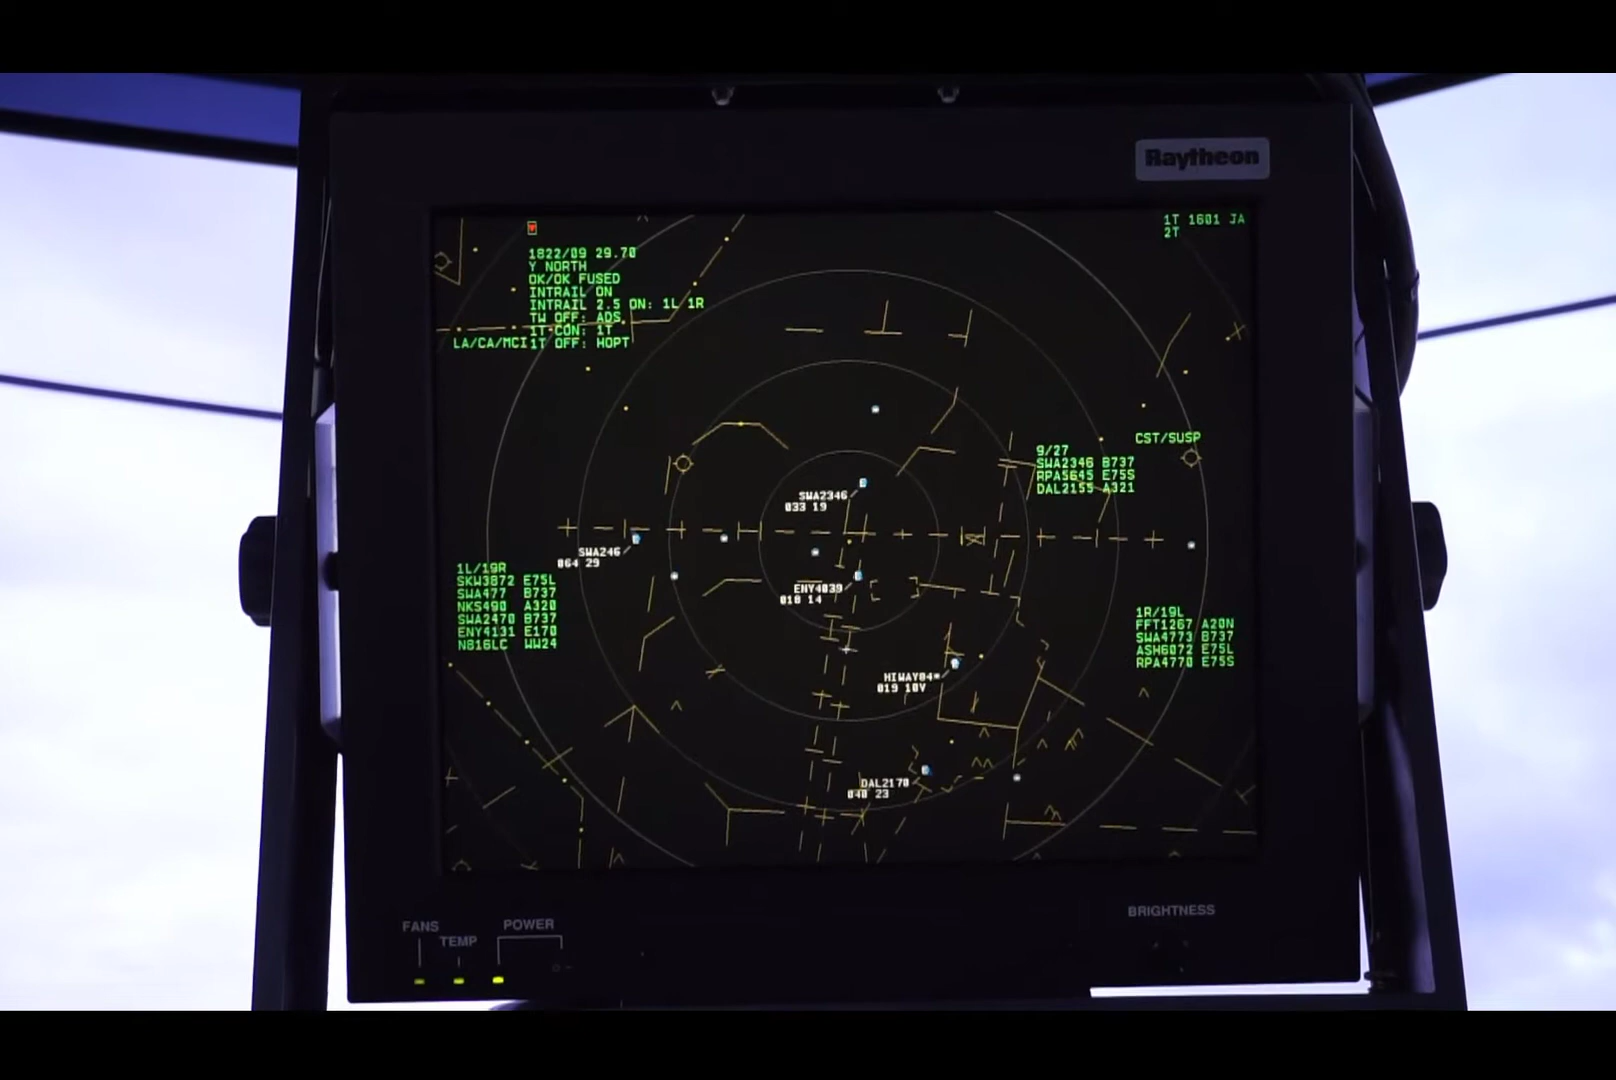 Raytheon
1T 1601 JA
2T
1822/09 29.70
Y NORTH
OK/OK FUSED
INTRAIL ON
INTRAIL 2.5 ON: 1L 1R
TW OFF: ADS
1T CON: 1T
LA/CA/MCI 1T OFF: HOPT
CST/SUSP
9/27
SWA2346 B737
RPA5645 E75S
DAL2155 A321
SWA2346
033 19
SWA246
064 29
1L/19R
SKW3872 E75L
SWA477 B737
NKS490 A320
SWA2470 B737
ENY4131 E170
N816LC WW24
ENY4039
018 14
1R/19L
FFT1267 A20N
SWA4773 B737
ASH6072 E75L
RPA4770 E75S
HIWAY04*
019 10V
DAL2170
040 23
FANS
TEMP
POWER
BRIGHTNESS